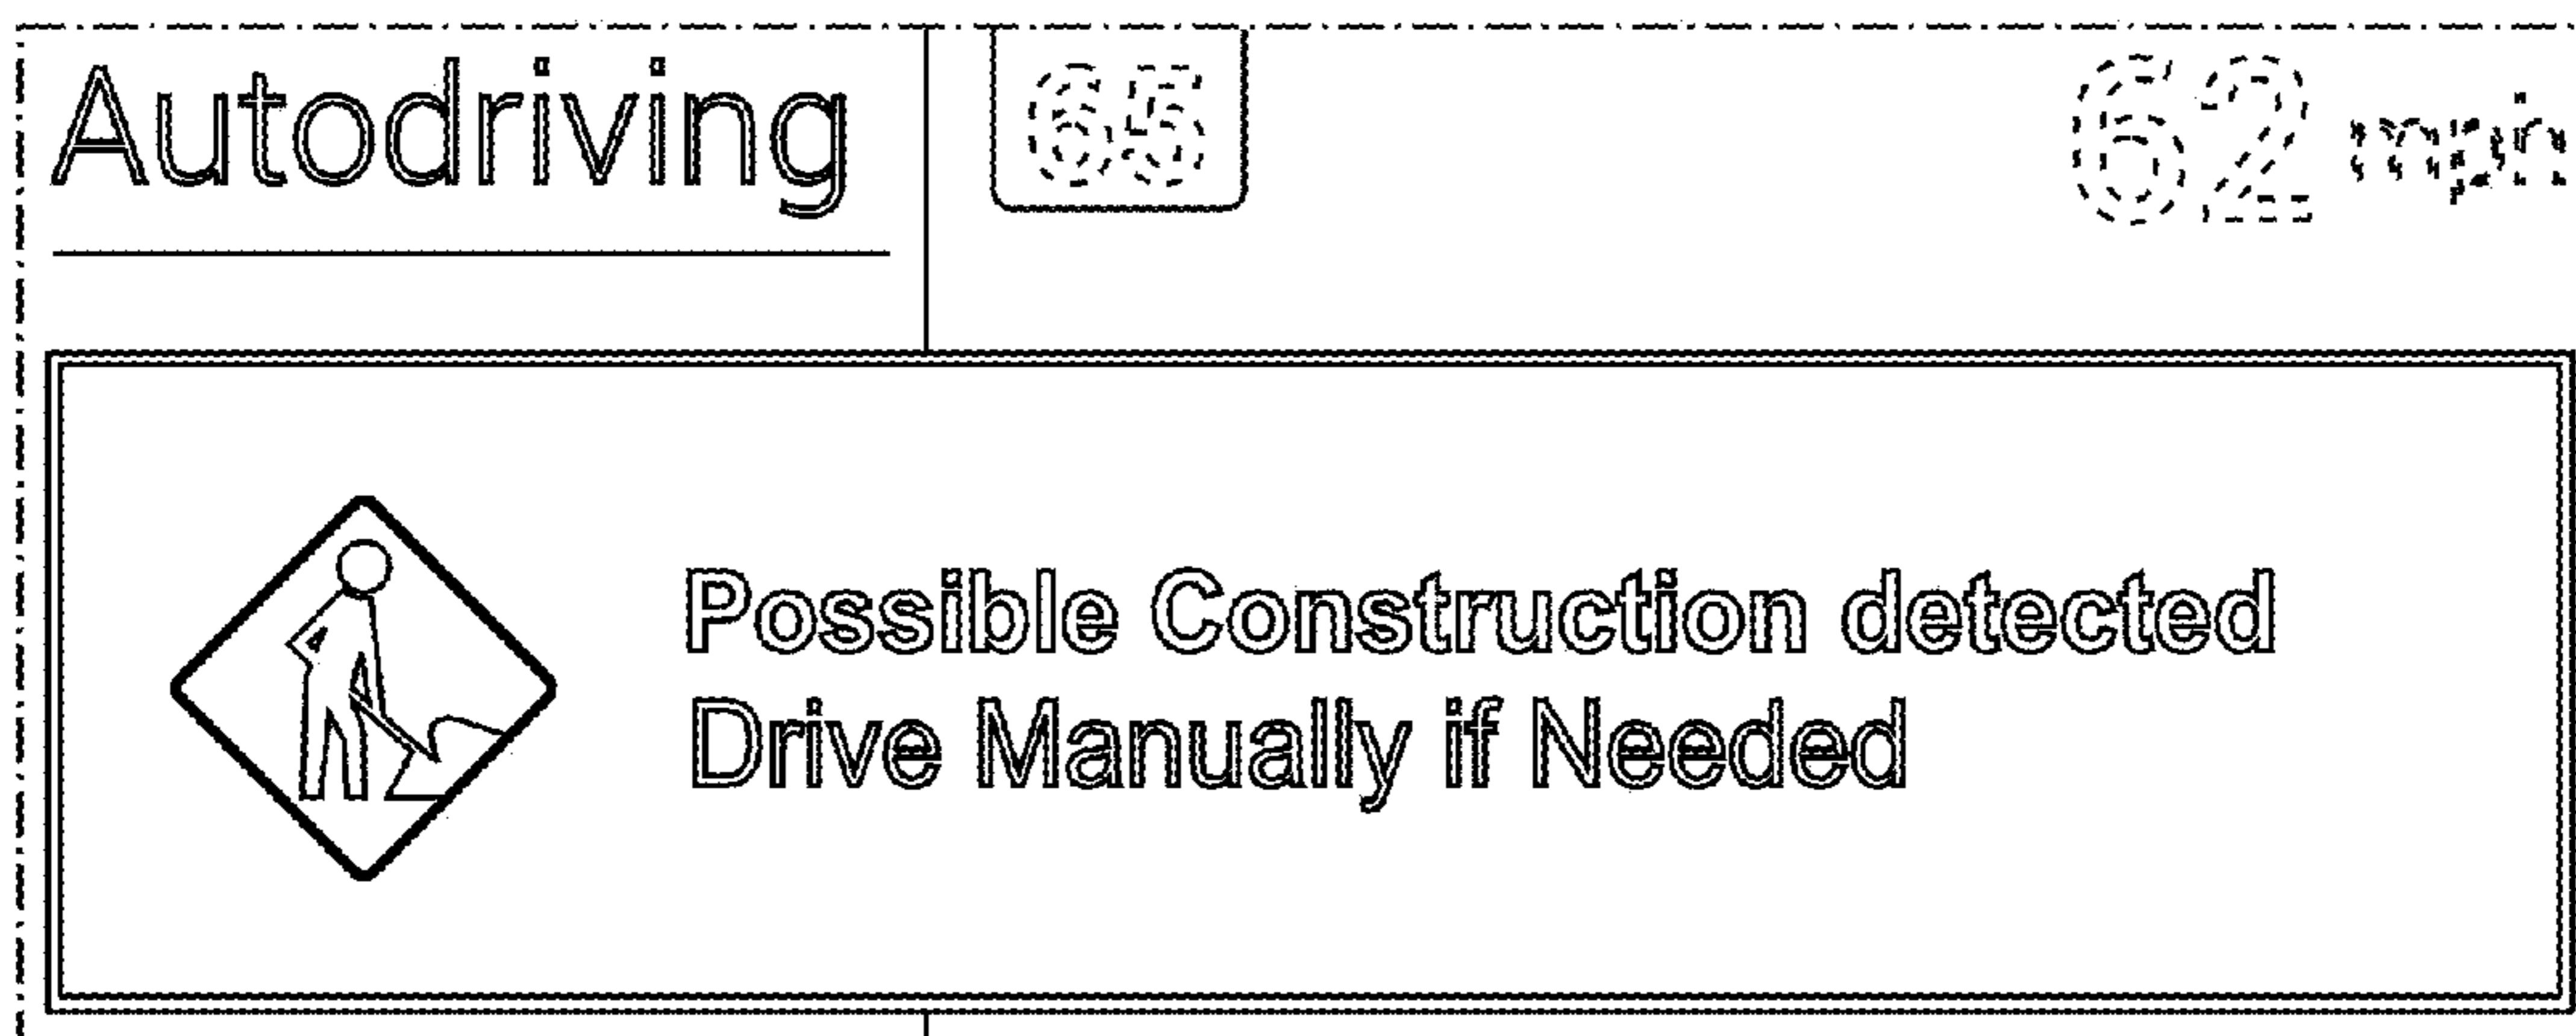 Autodriving
65
62 mph
Possible Construction detected
Drive Manually if Needed